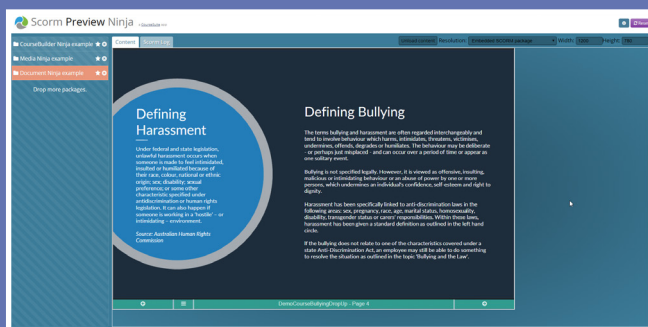 Scorm Preview Ninja
Reset
CourseBuilder Ninja example
Media Ninja example
Document Ninja example
Drop more packages.
Content Scorm Log
Resolution: Extended SCORM package Width: Height:
Defining
Harassment
Under federal and state legislation,
unlawful harassment occurs when
someone is made to feel intimidated,
insulted or humiliated because of
their race, colour, national or ethnic
origin; sex; disability; sexual
preference; or some other
characteristic specified under
antidiscrimination or human rights
legislation. It can also happen if
someone is working in a 'hostile' – or
intimidating – environment.
Source: Australian Human Rights
Commission
Defining Bullying
The terms bullying and harassment are often regarded interchangeably and
tend to involve behaviour which harms, intimidates, threatens, victimises,
undermines, offends, degrades or humiliates. The behaviour may be deliberate
– or perhaps just misplaced - and can occur over a period of time or appear as
one solitary event.
Bullying is not specified legally. However, it is viewed as offensive, insulting,
malicious or intimidating behaviour or an abuse of power by one or more
persons, which undermines an individual's confidence, self-esteem and right to
dignity.
Harassment has been specifically linked to anti-discrimination laws in the
following areas: sex, pregnancy, race, age, marital status, homosexuality,
disability, transgender status or carers' responsibilities. Within those laws,
harassment has been given a standard definition as outlined in the left hand
circle.
If the bullying does not relate to one of the characteristics covered under a
state Anti-Discrimination Act, an employee may still be able to do something
to resolve the situation as outlined in the topic 'Bullying and the Law'.
DemoCourseBullyingDropUp - Page 4